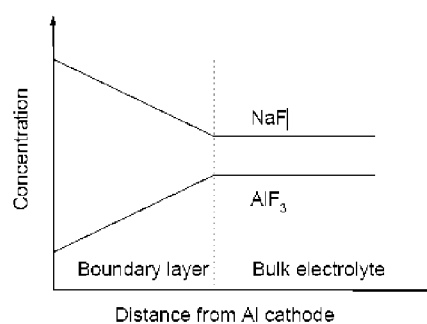 Concentration
NaF
AlF3
Boundary layer
Bulk electrolyte
Distance from Al cathode